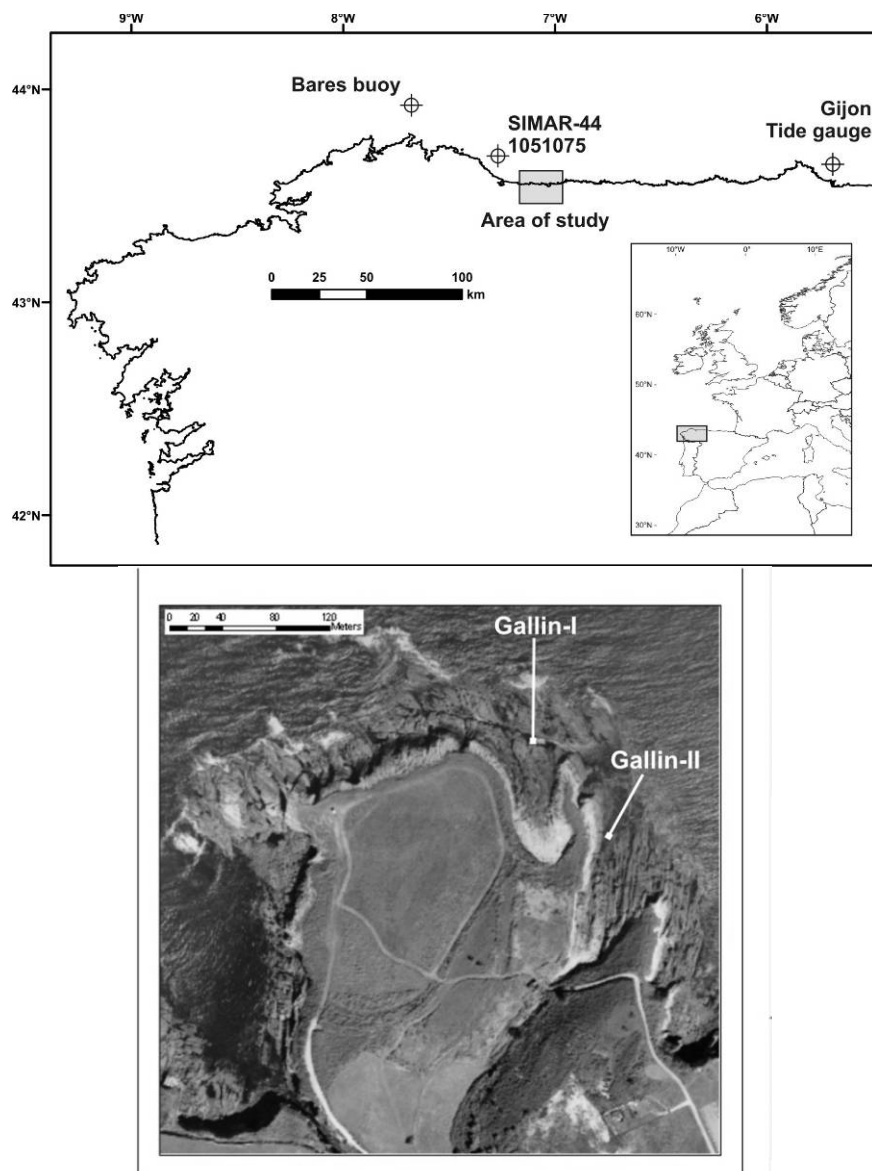 9°W 8°W 7°W 6°W
44°N
43°N
42°N
Bares buoy
SIMAR-44
1051075
Gijon
Tide gauge
Area of study
0 25 50 100
km
10°W 0° 10°E
60°N
50°N
40°N
30°N
0 20 40 80 120
Meters
Gallin-I
Gallin-II